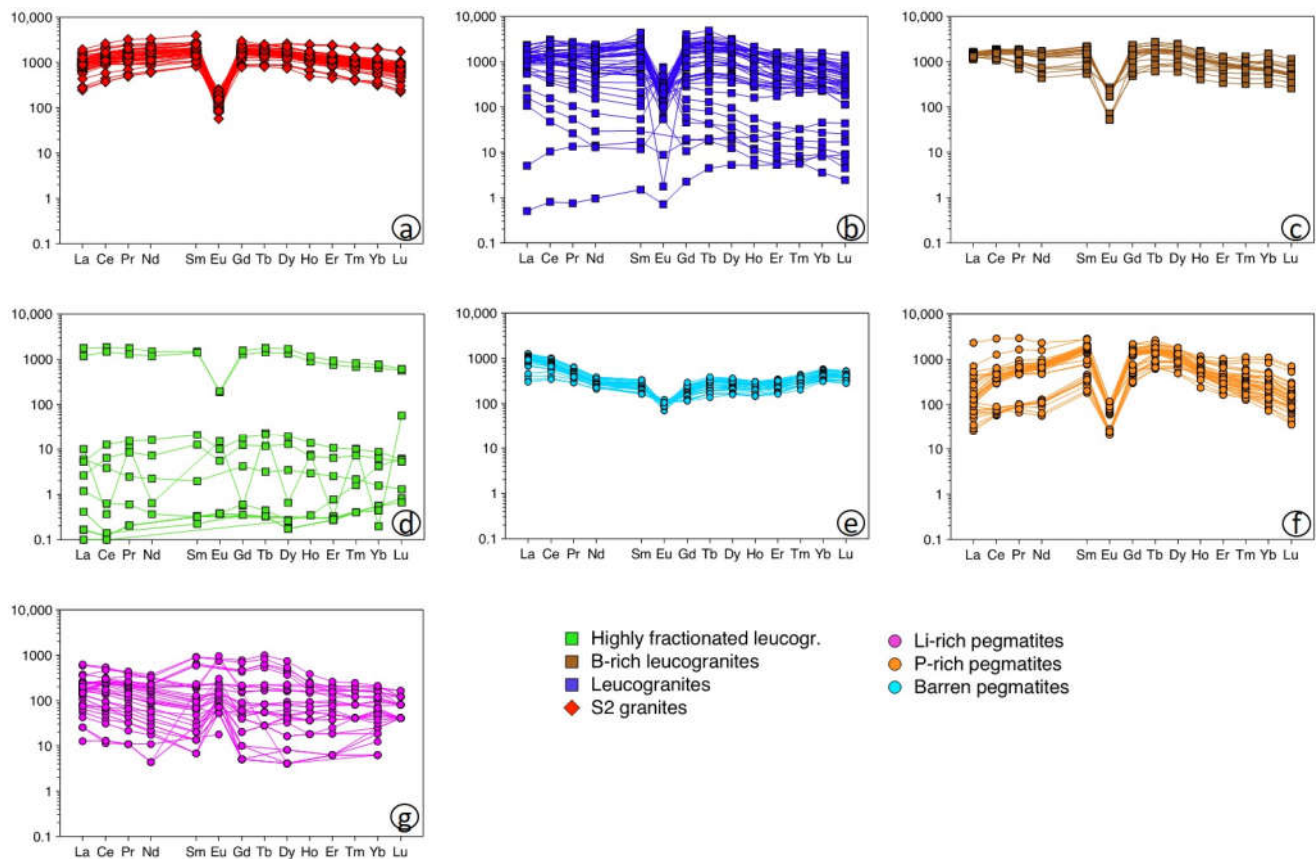 10,000
1000
100
10
1
0.1
La Ce Pr Nd Sm Eu Gd Tb Dy Ho Er Tm Yb Lu
a
10,000
1000
100
10
1
0.1
La Ce Pr Nd Sm Eu Gd Tb Dy Ho Er Tm Yb Lu
b
10,000
1000
100
10
1
0.1
La Ce Pr Nd Sm Eu Gd Tb Dy Ho Er Tm Yb Lu
c
10,000
1000
100
10
1
0.1
La Ce Pr Nd Sm Eu Gd Tb Dy Ho Er Tm Yb Lu
d
10,000
1000
100
10
1
0.1
La Ce Pr Nd Sm Eu Gd Tb Dy Ho Er Tm Yb Lu
e
10,000
1000
100
10
1
0.1
La Ce Pr Nd Sm Eu Gd Tb Dy Ho Er Tm Yb Lu
f
10,000
1000
100
10
1
0.1
La Ce Pr Nd Sm Eu Gd Tb Dy Ho Er Tm Yb Lu
g
Highly fractionated leucogr.
B-rich leucogranites
Leucogranites
S2 granites
Li-rich pegmatites
P-rich pegmatites
Barren pegmatites